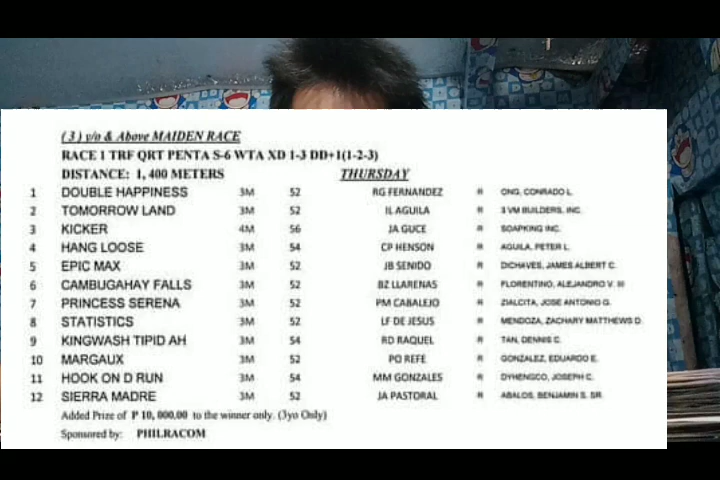 ( 3 ) y/o & Above MAIDEN RACE
RACE 1 TRF QRT PENTA S-6 WTA XD 1-3 DD+1(1-2-3)
DISTANCE: 1, 400 METERS THURSDAY
1 DOUBLE HAPPINESS 3M 52 RG FERNANDEZ R ONG, CONRADO L.
2 TOMORROW LAND 3M 52 IL AGUILA R 3 VM BUILDERS, INC.
3 KICKER 4M 56 JA GUCE R SOAPKING INC.
4 HANG LOOSE 3M 54 CP HENSON R AGUILA, PETER L.
5 EPIC MAX 3M 52 JB SENIDO R DICHAVES, JAMES ALBERT C.
6 CAMBUGAHAY FALLS 3M 52 BZ LLARENAS R FLORENTINO, ALEJANDRO V. III
7 PRINCESS SERENA 3M 52 PM CABALEJO R ZIALCITA, JOSE ANTONIO G.
8 STATISTICS 3M 52 LF DE JESUS R MENDOZA, ZACHARY MATTHEWS D.
9 KINGWASH TIPID AH 3M 54 RD RAQUEL R TAN, DENNIS C.
10 MARGAUX 3M 52 PO REFE R GONZALEZ, EDUARDO E.
11 HOOK ON D RUN 3M 54 MM GONZALES R DYHENGCO, JOSEPH C.
12 SIERRA MADRE 3M 52 JA PASTORAL R ABALOS, BENJAMIN S. SR.
Added Prize of P 10, 000.00 to the winner only. (3yo Only)
Sponsored by: PHILRACOM